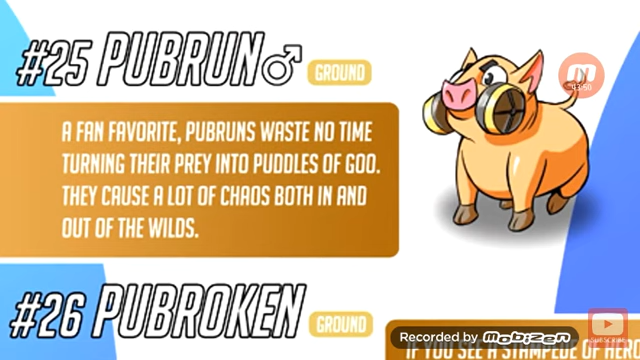 #25 PUBRUN♂ GROUND
A FAN FAVORITE, PUBRUNS WASTE NO TIME
TURNING THEIR PREY INTO PUDDLES OF GOO.
THEY CAUSE A LOT OF CHAOS BOTH IN AND
OUT OF THE WILDS.
#26 PUBROKEN GROUND
IF YOU SEE A STAMPEDE OF
Recorded by MOBIZEN
SUBSCRIBE